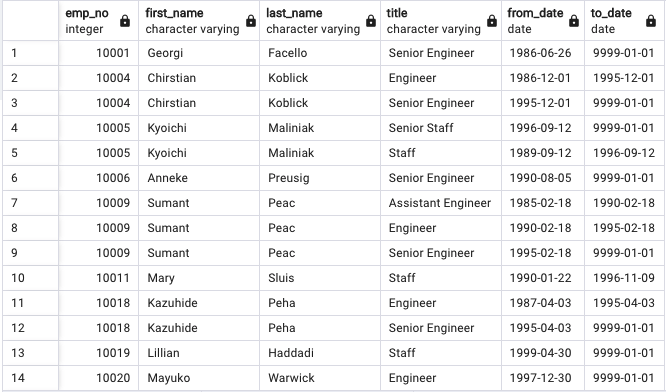 emp_no first_name last_name title from_date to_date
integer character varying character varying character varying date date
1 10001 Georgi Facello Senior Engineer 1986-06-26 9999-01-01
2 10004 Chirstian Koblick Engineer 1986-12-01 1995-12-01
3 10004 Chirstian Koblick Senior Engineer 1995-12-01 9999-01-01
4 10005 Kyoichi Maliniak Senior Staff 1996-09-12 9999-01-01
5 10005 Kyoichi Maliniak Staff 1989-09-12 1996-09-12
6 10006 Anneke Preusig Senior Engineer 1990-08-05 9999-01-01
7 10009 Sumant Peac Assistant Engineer 1985-02-18 1990-02-18
8 10009 Sumant Peac Engineer 1990-02-18 1995-02-18
9 10009 Sumant Peac Senior Engineer 1995-02-18 9999-01-01
10 10011 Mary Sluis Staff 1990-01-22 1996-11-09
11 10018 Kazuhide Peha Engineer 1987-04-03 1995-04-03
12 10018 Kazuhide Peha Senior Engineer 1995-04-03 9999-01-01
13 10019 Lillian Haddadi Staff 1999-04-30 9999-01-01
14 10020 Mayuko Warwick Engineer 1997-12-30 9999-01-01